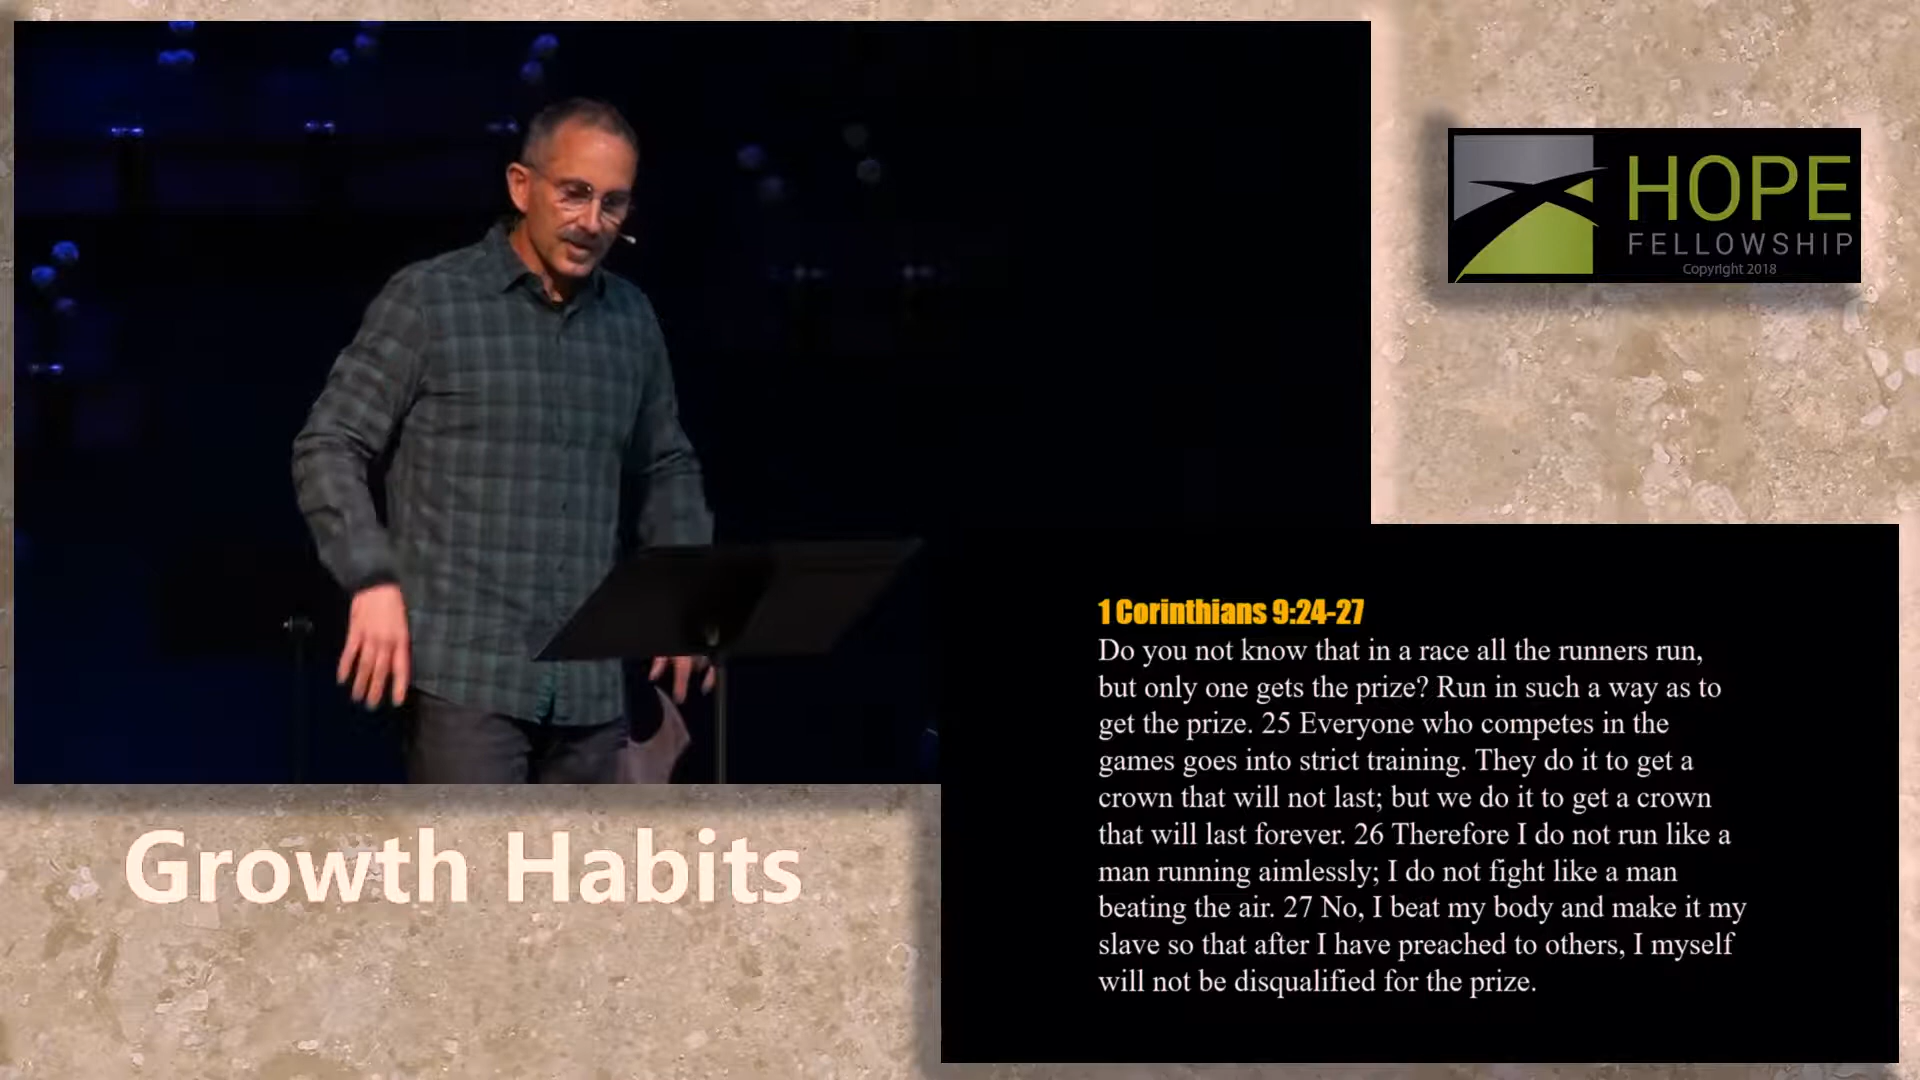 HOPE
FELLOWSHIP
Copyright 2018
1 Corinthians 9:24-27
Do you not know that in a race all the runners run,
but only one gets the prize? Run in such a way as to
get the prize. 25 Everyone who competes in the
games goes into strict training. They do it to get a
crown that will not last; but we do it to get a crown
that will last forever. 26 Therefore I do not run like a
man running aimlessly; I do not fight like a man
beating the air. 27 No, I beat my body and make it my
slave so that after I have preached to others, I myself
will not be disqualified for the prize.
Growth Habits